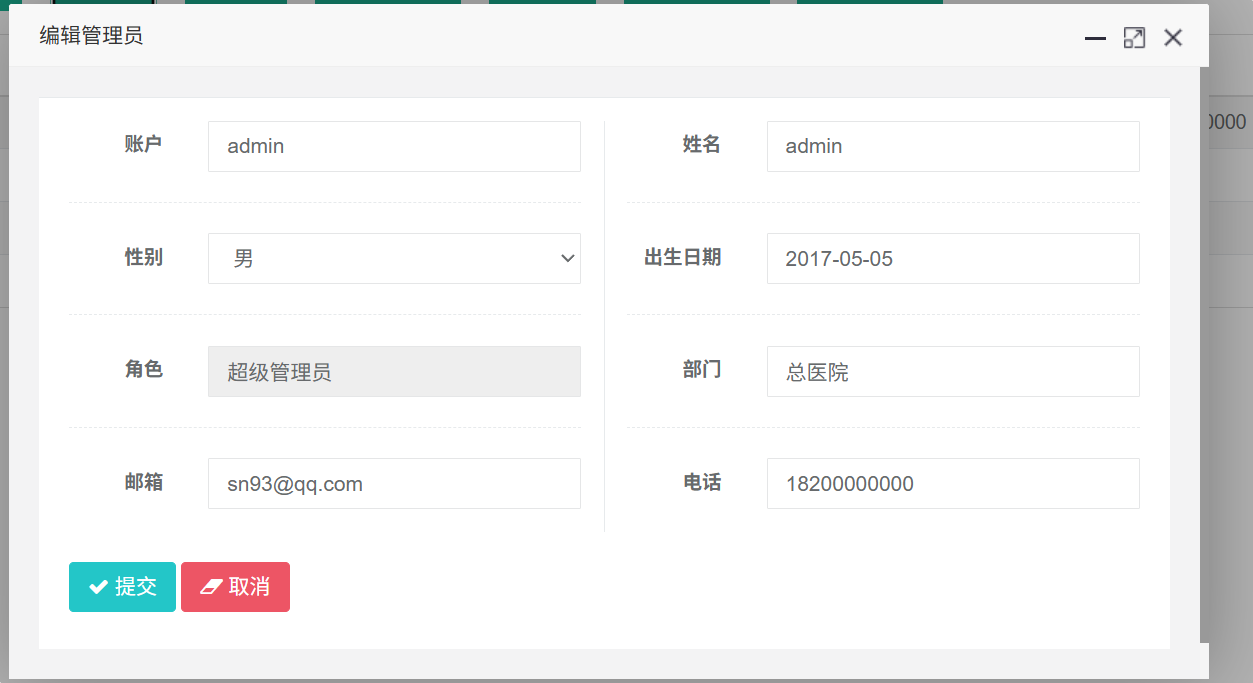 编辑管理员
账户 admin 姓名 admin
性别 男 出生日期 2017-05-05
角色 超级管理员 部门 总医院
邮箱 sn93@qq.com 电话 18200000000
提交 取消